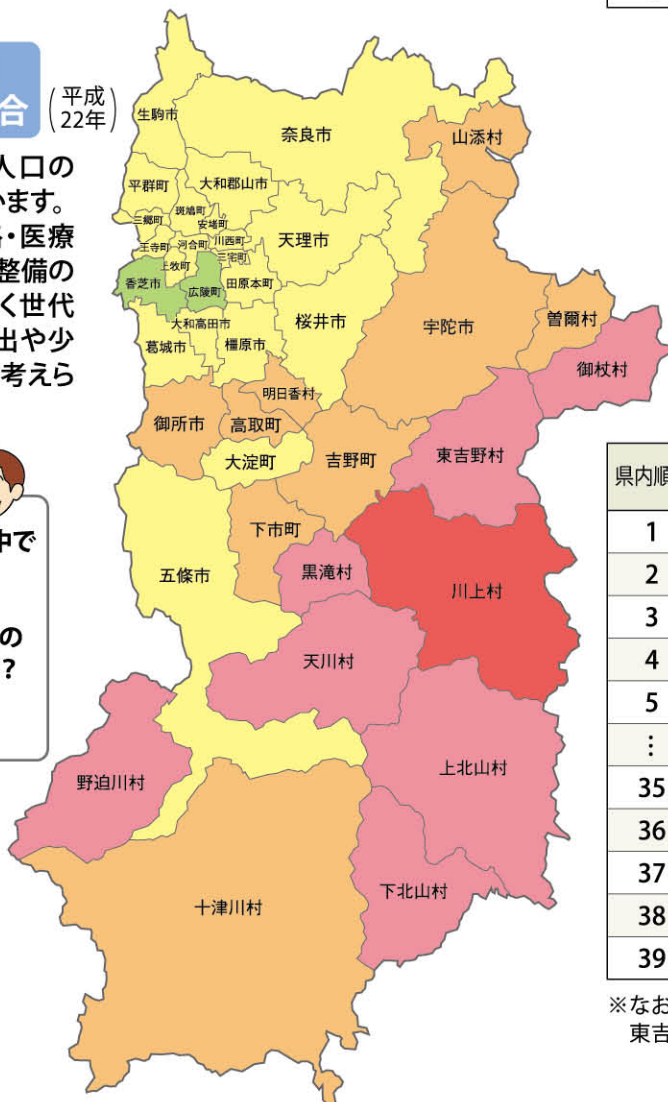 合
(平成
22年)
人口の
います。
・医療
整備の
く世代
出や少
考えら
中で
の
?
生駒市
奈良市
山添村
平群町
大和郡山市
斑鳩町
安堵町
三郷町
王寺町
河合町
川西町
三宅町
天理市
上牧町
香芝市
広陵町
田原本町
大和高田市
葛城市
橿原市
桜井市
宇陀市
曽爾村
御杖村
明日香村
御所市
高取町
大淀町
吉野町
東吉野村
下市町
五條市
黒滝村
川上村
天川村
野迫川村
上北山村
下北山村
十津川村
県内順
1
2
3
4
5
⋮
35
36
37
38
39
※なお
東吉